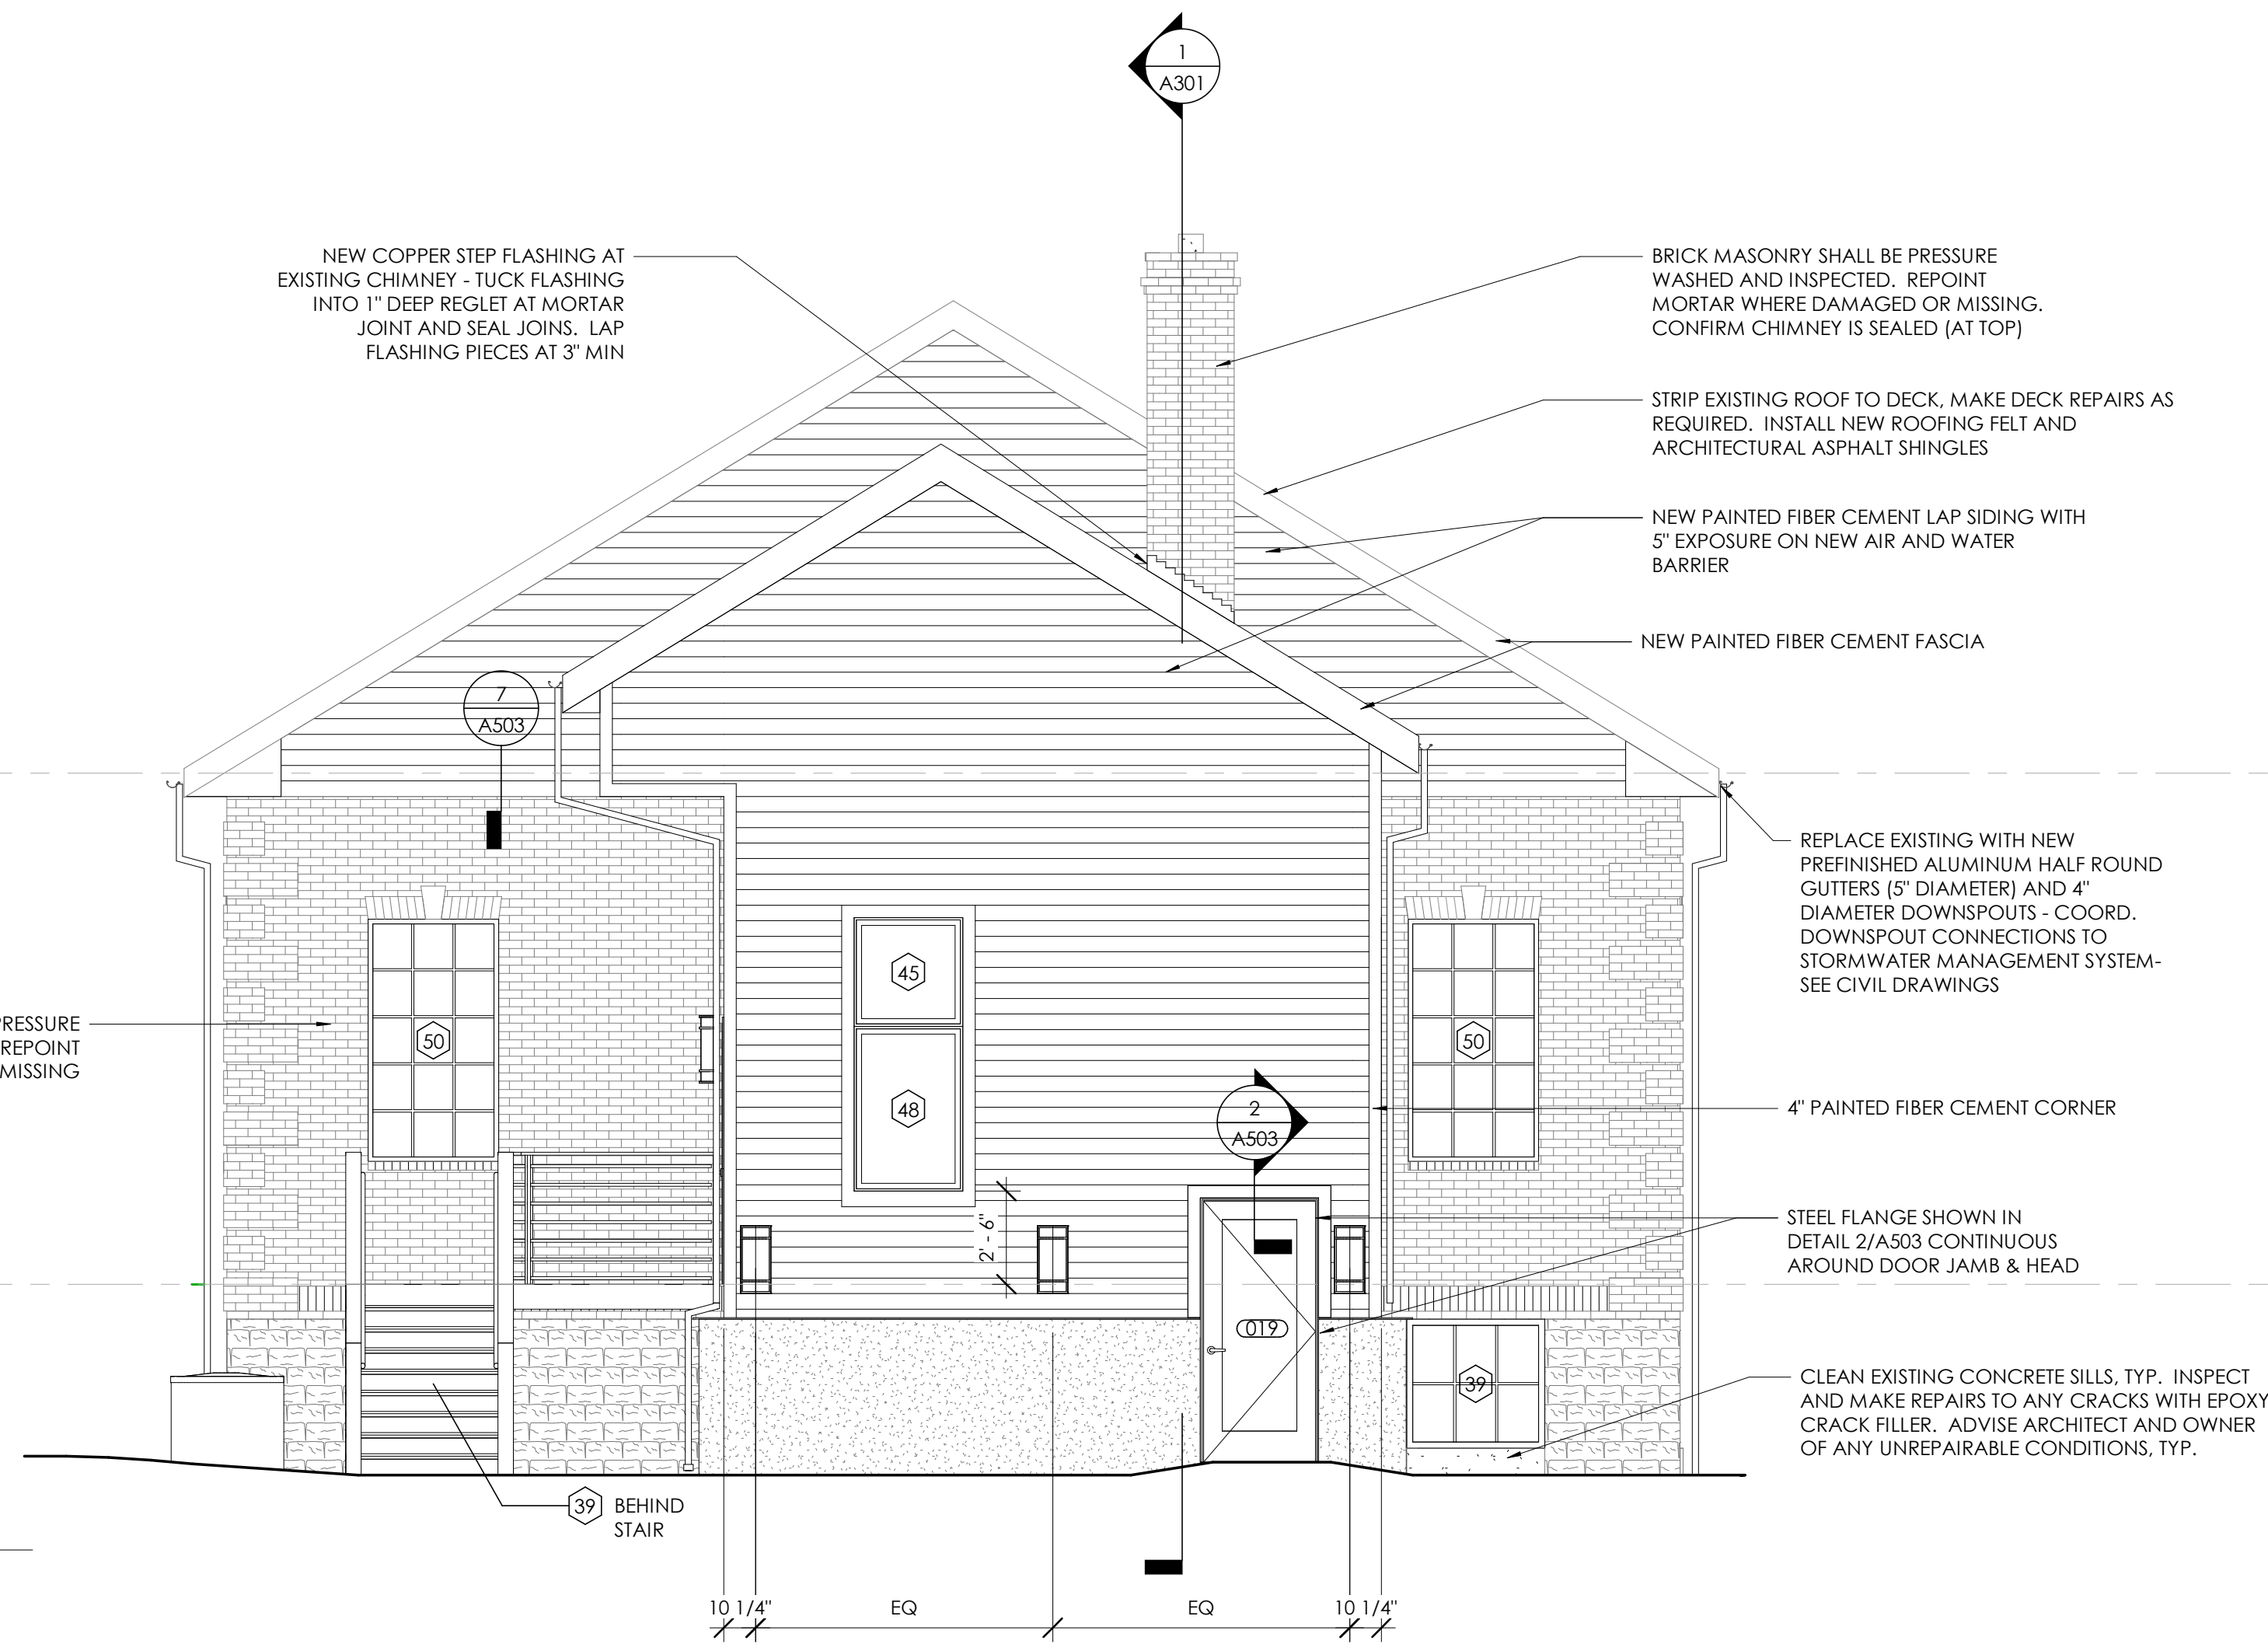 1
A301
NEW COPPER STEP FLASHING AT
EXISTING CHIMNEY - TUCK FLASHING
INTO 1" DEEP REGLET AT MORTAR
JOINT AND SEAL JOINS. LAP
FLASHING PIECES AT 3" MIN
BRICK MASONRY SHALL BE PRESSURE
WASHED AND INSPECTED. REPOINT
MORTAR WHERE DAMAGED OR MISSING.
CONFIRM CHIMNEY IS SEALED (AT TOP)
STRIP EXISTING ROOF TO DECK, MAKE DECK REPAIRS AS
REQUIRED. INSTALL NEW ROOFING FELT AND
ARCHITECTURAL ASPHALT SHINGLES
NEW PAINTED FIBER CEMENT LAP SIDING WITH
5" EXPOSURE ON NEW AIR AND WATER
BARRIER
NEW PAINTED FIBER CEMENT FASCIA
7
A503
REPLACE EXISTING WITH NEW
PREFINISHED ALUMINUM HALF ROUND
GUTTERS (5" DIAMETER) AND 4"
DIAMETER DOWNSPOUTS - COORD.
DOWNSPOUT CONNECTIONS TO
STORMWATER MANAGEMENT SYSTEM-
SEE CIVIL DRAWINGS
PRESSURE
REPOINT
MISSING
50
45
48
50
2
A503
4" PAINTED FIBER CEMENT CORNER
2' - 6"
STEEL FLANGE SHOWN IN
DETAIL 2/A503 CONTINUOUS
AROUND DOOR JAMB & HEAD
019
39
CLEAN EXISTING CONCRETE SILLS, TYP. INSPECT
AND MAKE REPAIRS TO ANY CRACKS WITH EPOXY
CRACK FILLER. ADVISE ARCHITECT AND OWNER
OF ANY UNREPAIRABLE CONDITIONS, TYP.
39 BEHIND
STAIR
10 1/4" EQ EQ 10 1/4"